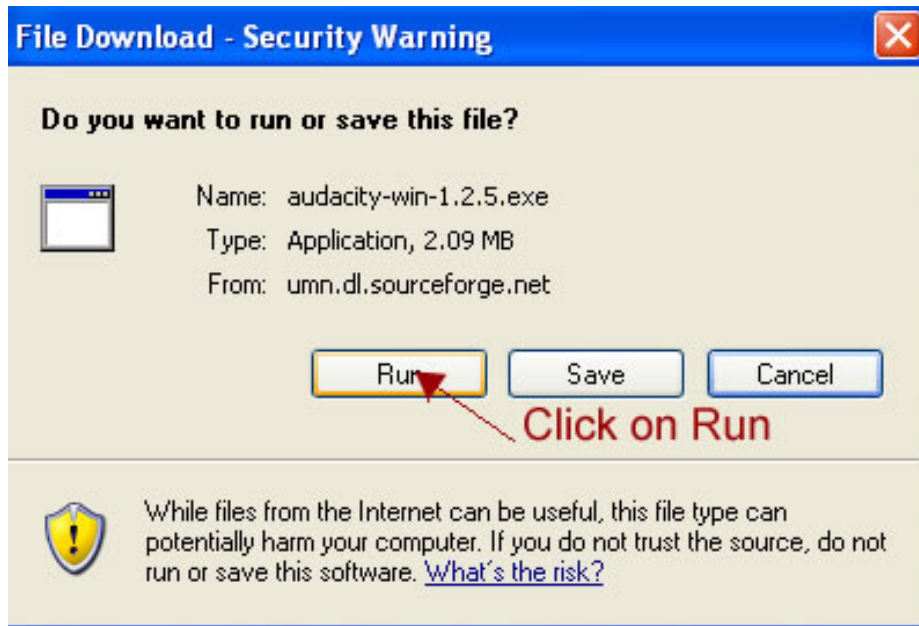 File Download - Security Warning
Do you want to run or save this file?
Name: audacity-win-1.2.5.exe
Type: Application, 2.09 MB
From: umn.dl.sourceforge.net
Run Save Cancel
Click on Run
While files from the Internet can be useful, this file type can
potentially harm your computer. If you do not trust the source, do not
run or save this software. What's the risk?